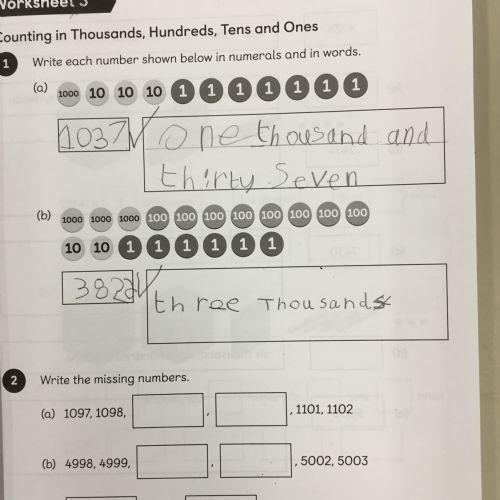 Worksheet 3
Counting in Thousands, Hundreds, Tens and Ones
1 Write each number shown below in numerals and in words.
(a) 1000 10 10 10 1 1 1 1 1 1 1
1037 One thousand and
thirty Seven
(b) 1000 1000 1000 100 100 100 100 100 100 100 100
10 10 1 1 1 1 1 1
three Thousands
2 Write the missing numbers.
(a) 1097, 1098, , , 1101, 1102
(b) 4998, 4999, , , 5002, 5003